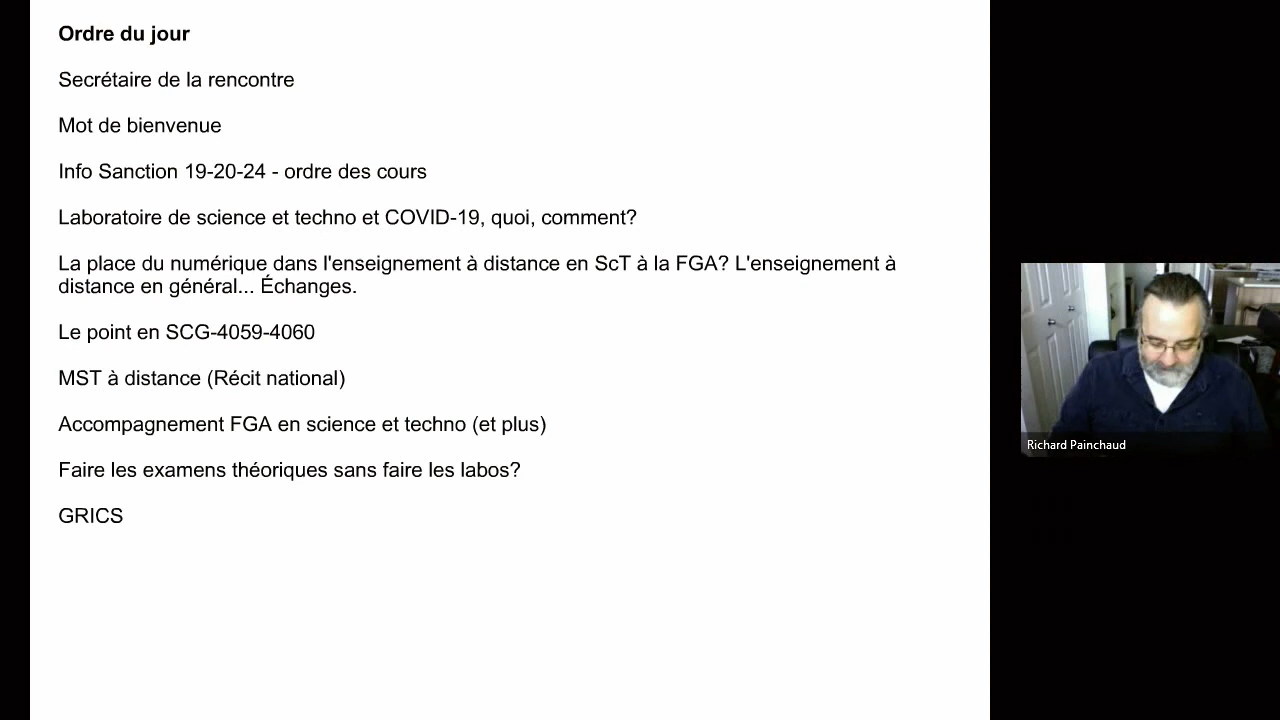 Ordre du jour
Secrétaire de la rencontre
Mot de bienvenue
Info Sanction 19-20-24 - ordre des cours
Laboratoire de science et techno et COVID-19, quoi, comment?
La place du numérique dans l'enseignement à distance en ScT à la FGA? L'enseignement à
distance en général... Échanges.
Le point en SCG-4059-4060
MST à distance (Récit national)
Accompagnement FGA en science et techno (et plus)
Faire les examens théoriques sans faire les labos?
GRICS
Richard Painchaud